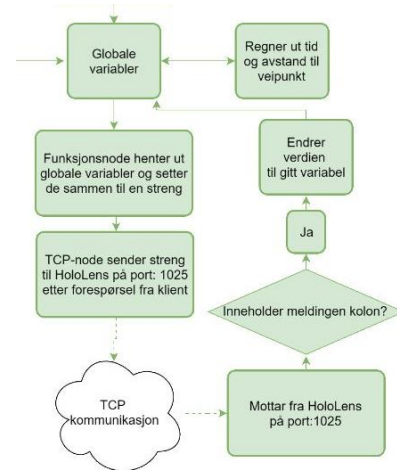 Globale
variabler
Regner ut tid
og avstand til
veipunkt
Funksjonsnode henter ut
globale variabler og setter
de sammen til en streng
Endrer
verdien
til gitt variabel
Ja
TCP-node sender streng
til HoloLens på port: 1025
etter forespørsel fra klient
Inneholder meldingen kolon?
TCP
kommunikasjon
Mottar fra HoloLens
på port:1025